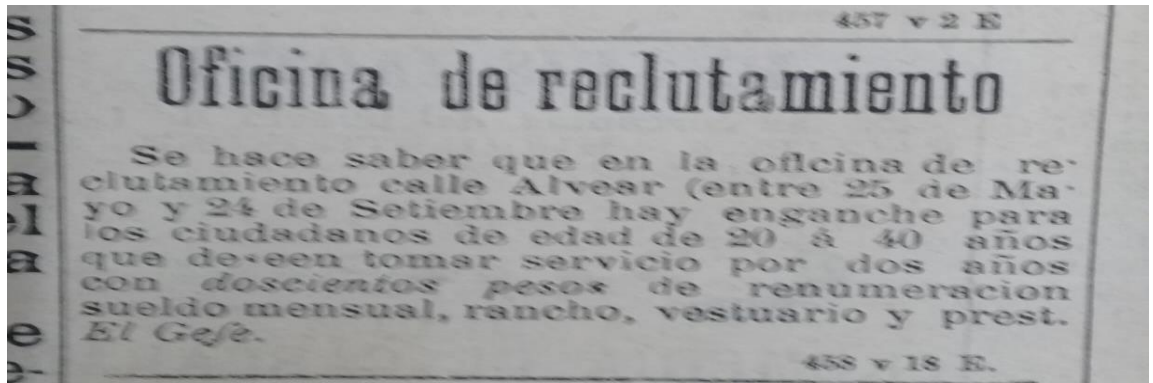 457 v 2 E
Oficina de reclutamiento
Se hace saber que en la oficina de re-
clutamiento calle Alvear (entre 25 de Ma-
yo y 24 de Setiembre hay enganche para
los ciudadanos de edad de 20 á 40 años
que deseen tomar servicio por dos años
con doscientos pesos de renumeracion
sueldo mensual, rancho, vestuario y prest.
El Gefe.
458 v 18 E.